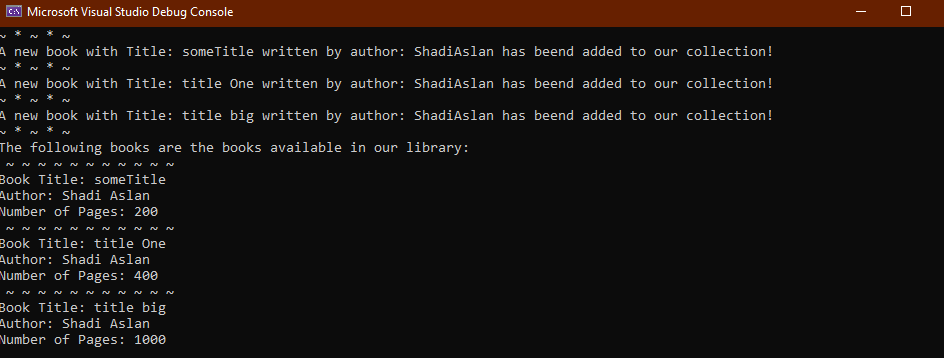 Microsoft Visual Studio Debug Console
~ * ~ * ~
A new book with Title: someTitle written by author: ShadiAslan has beend added to our collection!
~ * ~ * ~
A new book with Title: title One written by author: ShadiAslan has beend added to our collection!
~ * ~ * ~
A new book with Title: title big written by author: ShadiAslan has beend added to our collection!
~ * ~ * ~
The following books are the books available in our library:
~ ~ ~ ~ ~ ~ ~ ~ ~ ~ ~
Book Title: someTitle
Author: Shadi Aslan
Number of Pages: 200
~ ~ ~ ~ ~ ~ ~ ~ ~ ~ ~
Book Title: title One
Author: Shadi Aslan
Number of Pages: 400
~ ~ ~ ~ ~ ~ ~ ~ ~ ~ ~
Book Title: title big
Author: Shadi Aslan
Number of Pages: 1000